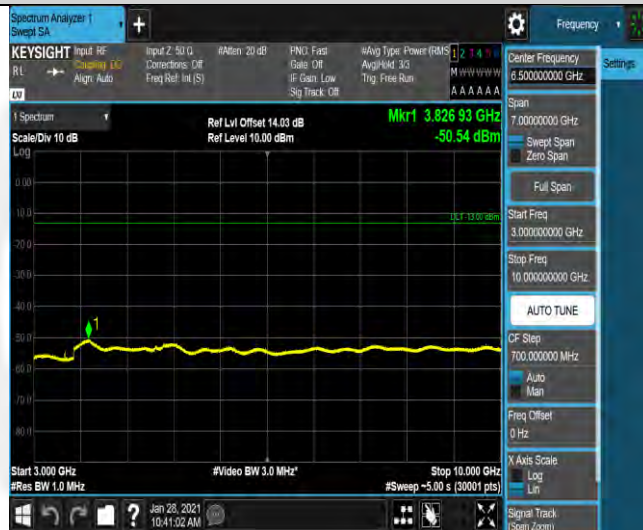 Spectrum Analyzer 1
Swept SA
+
Frequency
KEYSIGHT
Input: RF
Coupling: DC
Align: Auto
Input Z: 50 Ω
Corrections: Off
Freq Ref: Int (S)
#Atten: 20 dB
PNO: Fast
Gate: Off
IF Gain: Low
Sig Track: Off
#Avg Type: Power (RMS
Avg|Hold: 3/3
Trig: Free Run
1 2 3 4 5 6
M W W W W W
A A A A A A
RL
LXI
1 Spectrum
Scale/Div 10 dB
Log
Ref Lvl Offset 14.03 dB
Ref Level 10.00 dBm
Mkr1 3.826 93 GHz
-50.54 dBm
0.00
-10.0
DL1 -13.00 dBm
-20.0
-30.0
-40.0
-50.0
1
-60.0
-70.0
-80.0
Start 3.000 GHz
#Res BW 1.0 MHz
#Video BW 3.0 MHz*
Stop 10.000 GHz
#Sweep ~5.00 s (30001 pts)
?
Jan 28, 2021
10:41:02 AM
Center Frequency
6.500000000 GHz
Settings
Span
7.00000000 GHz
Swept Span
Zero Span
Full Span
Start Freq
3.000000000 GHz
Stop Freq
10.000000000 GHz
AUTO TUNE
CF Step
700.000000 MHz
Auto
Man
Freq Offset
0 Hz
X Axis Scale
Log
Lin
Signal Track
(Span Zoom)